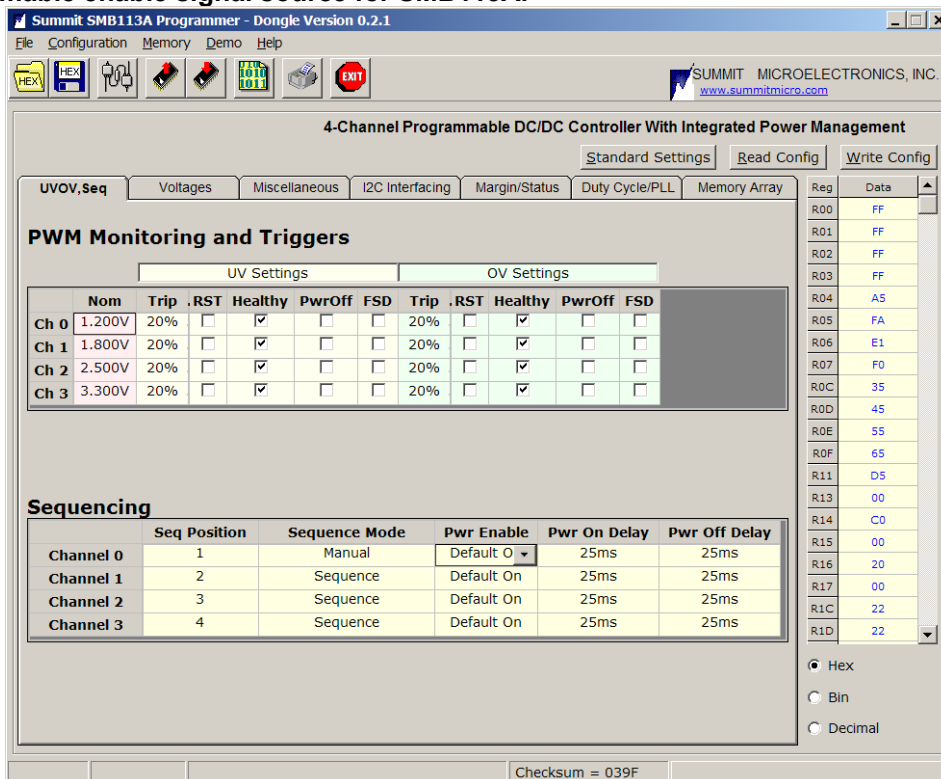 enable signal source for SMB113A.
Summit SMB113A Programmer - Dongle Version 0.2.1
File Configuration Memory Demo Help
HEX HEX 1010 1011 EXIT
SUMMIT MICROELECTRONICS, INC.
www.summitmicro.com
4-Channel Programmable DC/DC Controller With Integrated Power Management
Standard Settings Read Config Write Config
UVOV,Seq Voltages Miscellaneous I2C Interfacing Margin/Status Duty Cycle/PLL Memory Array
PWM Monitoring and Triggers
UV Settings OV Settings
Nom Trip .RST Healthy PwrOff FSD Trip .RST Healthy PwrOff FSD
Ch 0 1.200V 20% 20%
Ch 1 1.800V 20% 20%
Ch 2 2.500V 20% 20%
Ch 3 3.300V 20% 20%
Sequencing
Seq Position Sequence Mode Pwr Enable Pwr On Delay Pwr Off Delay
Channel 0 1 Manual Default O 25ms 25ms
Channel 1 2 Sequence Default On 25ms 25ms
Channel 2 3 Sequence Default On 25ms 25ms
Channel 3 4 Sequence Default On 25ms 25ms
Reg Data
R00 FF
R01 FF
R02 FF
R03 FF
R04 A5
R05 FA
R06 E1
R07 F0
R0C 35
R0D 45
R0E 55
R0F 65
R11 D5
R13 00
R14 C0
R15 00
R16 20
R17 00
R1C 22
R1D 22
Hex
Bin
Decimal
Checksum = 039F